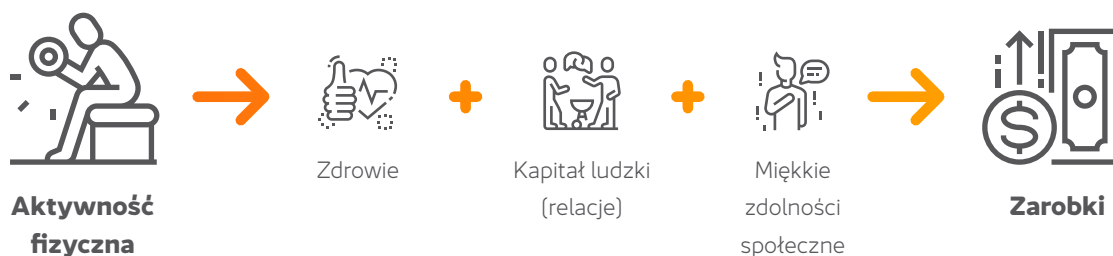 Aktywność
fizyczna
Zdrowie
Kapitał ludzki
(relacje)
Miękkie
zdolności
społeczne
Zarobki